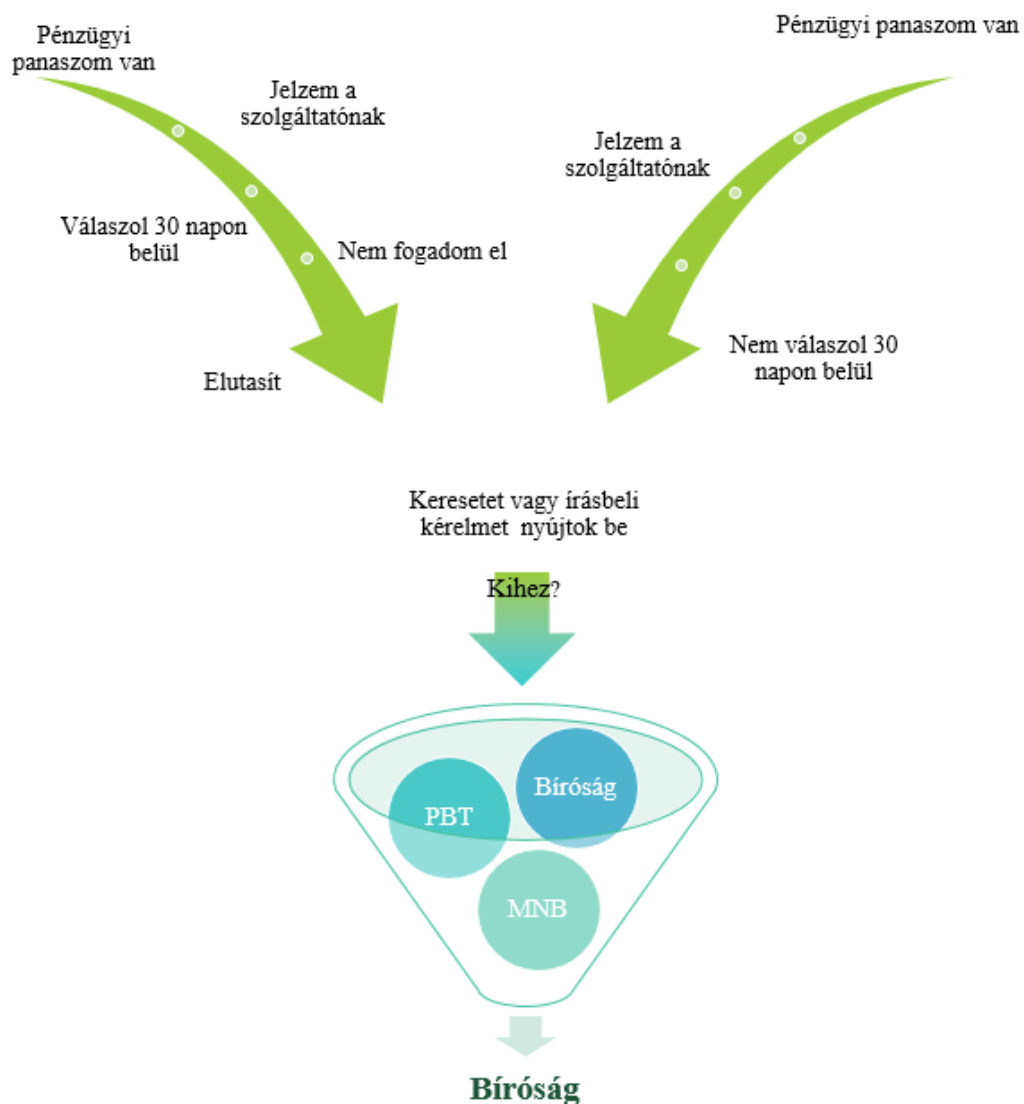 Pénzügyi
panaszom van
Jelzem a
szolgáltatónak
Válaszol 30 napon
belül
Nem fogadom el
Elutasít
Pénzügyi panaszom van
Jelzem a
szolgáltatónak
Nem válaszol 30
napon belül
Keresetet vagy írásbeli
kérelmet nyújtok be
Kihez?
Bíróság
PBT
MNB
Bíróság